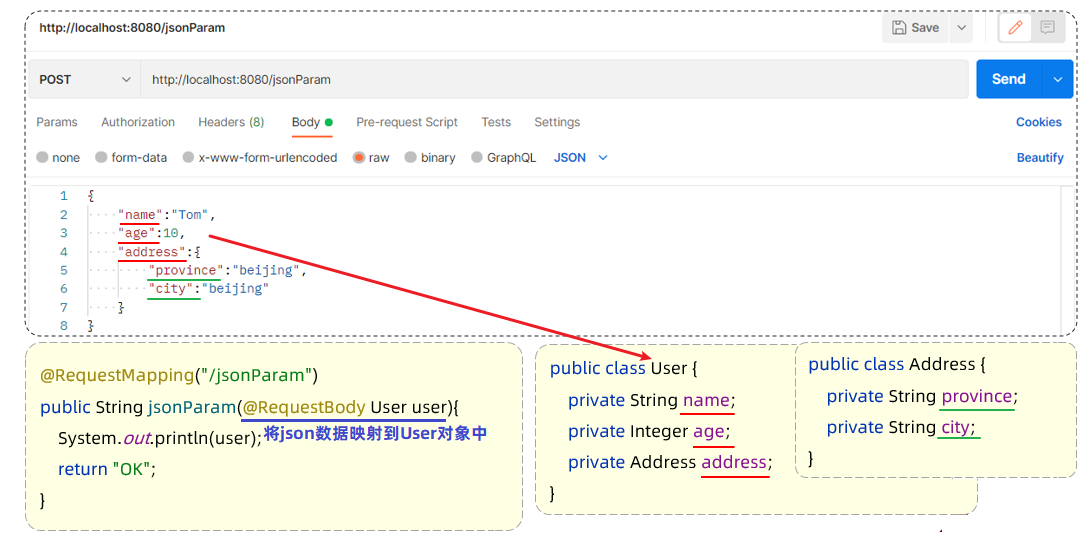 http://localhost:8080/jsonParam
Save
POST
http://localhost:8080/jsonParam
Send
Params Authorization Headers (8) Body Pre-request Script Tests Settings Cookies
none form-data x-www-form-urlencoded raw binary GraphQL JSON Beautify
1 {
2 "name":"Tom",
3 "age":10,
4 "address":{
5 "province":"beijing",
6 "city":"beijing"
7 }
8 }
@RequestMapping("/jsonParam")
public String jsonParam(@RequestBody User user){
System.out.println(user);将json数据映射到User对象中
return "OK";
}
public class User {
private String name;
private Integer age;
private Address address;
}
public class Address {
private String province;
private String city;
}